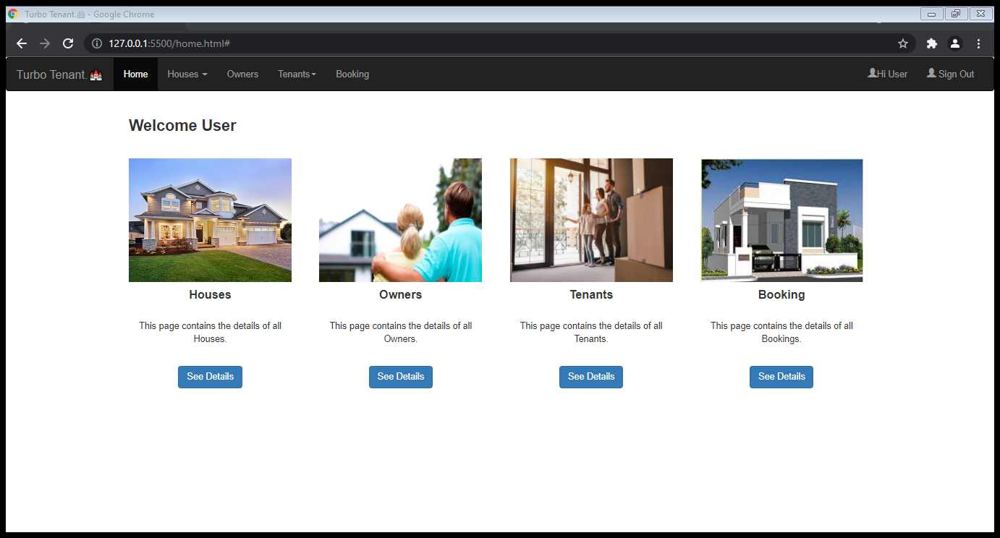 Turbo Tenant.🏰 - Google Chrome
127.0.0.1:5500/home.html#
Turbo Tenant.🏰 Home Houses Owners Tenants Booking Hi User Sign Out
Welcome User
Houses
This page contains the details of all
Houses.
See Details
Owners
This page contains the details of all
Owners.
See Details
Tenants
This page contains the details of all
Tenants.
See Details
Booking
This page contains the details of all
Bookings.
See Details